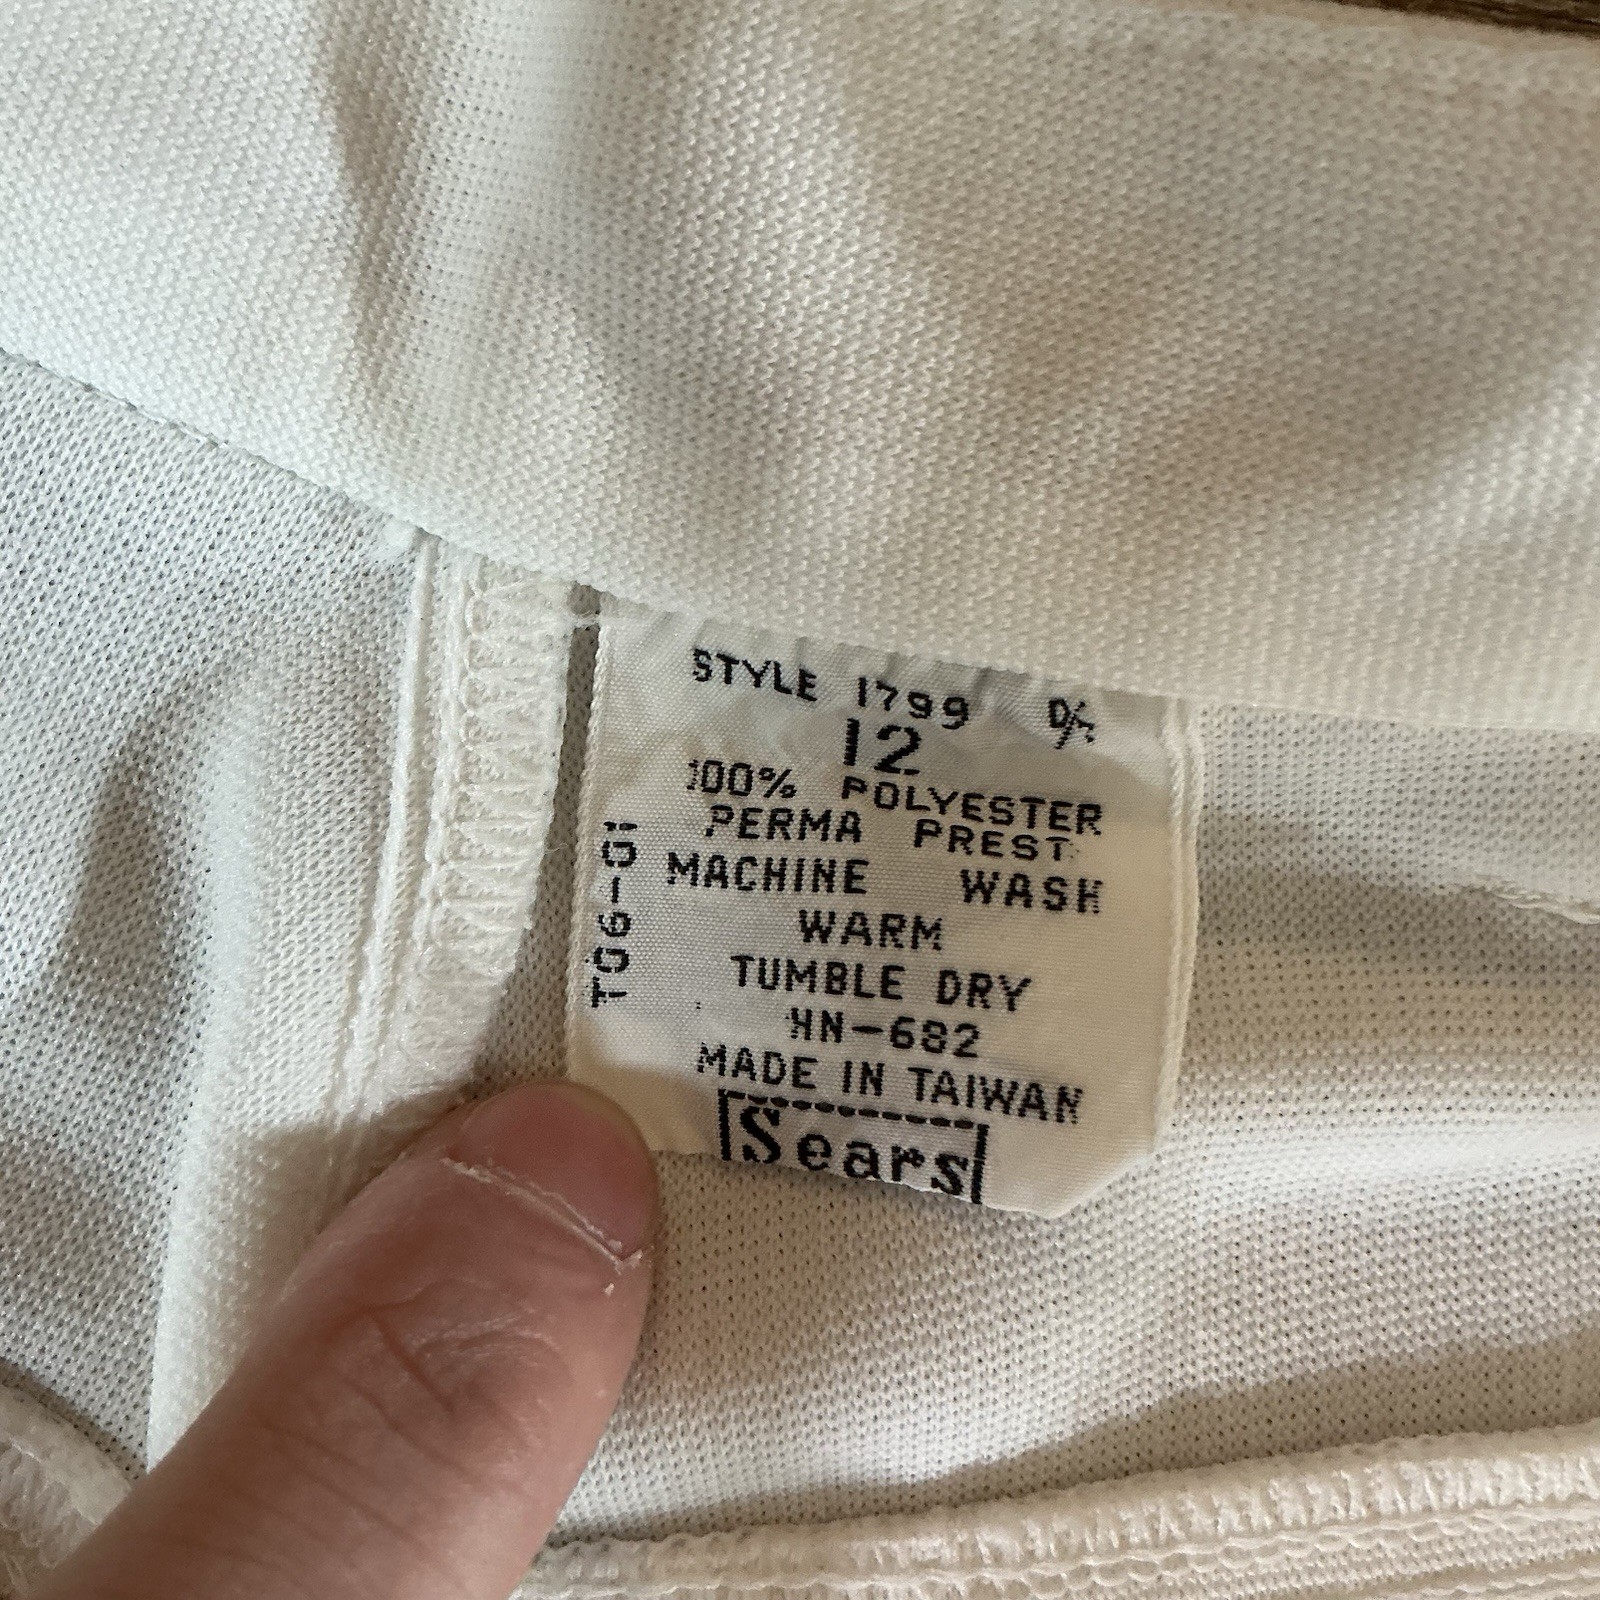 STYLE 1799
12
100% POLYESTER
PERMA PREST
MACHINE WASH
WARM
TUMBLE DRY
HN-682
MADE IN TAIWAN
Sears
T06-01